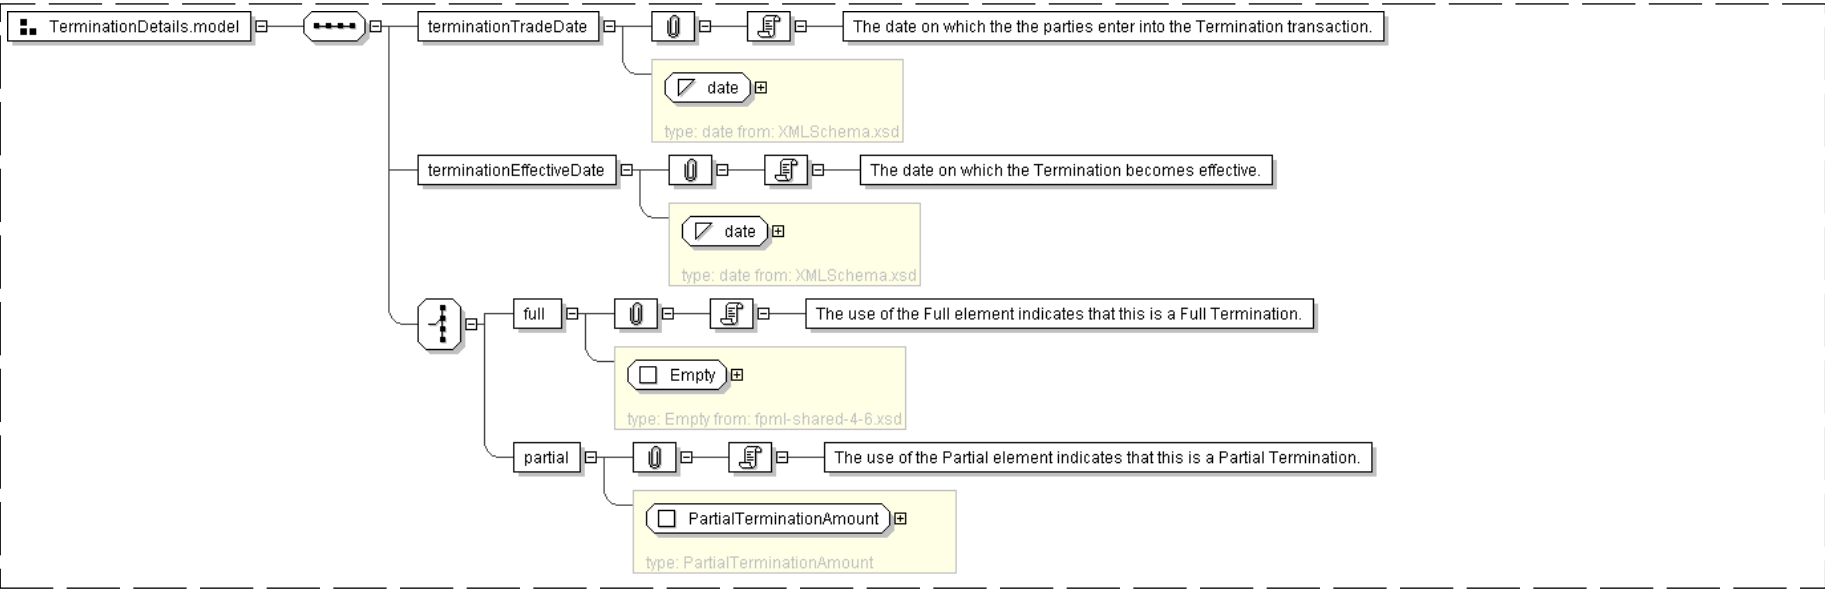 TerminationDetails.model
terminationTradeDate
The date on which the the parties enter into the Termination transaction.
date
type: date from: XMLSchema.xsd
terminationEffectiveDate
The date on which the Termination becomes effective.
date
type: date from: XMLSchema.xsd
full
The use of the Full element indicates that this is a Full Termination.
Empty
type: Empty from: fpml-shared-4-6.xsd
partial
The use of the Partial element indicates that this is a Partial Termination.
PartialTerminationAmount
type: PartialTerminationAmount